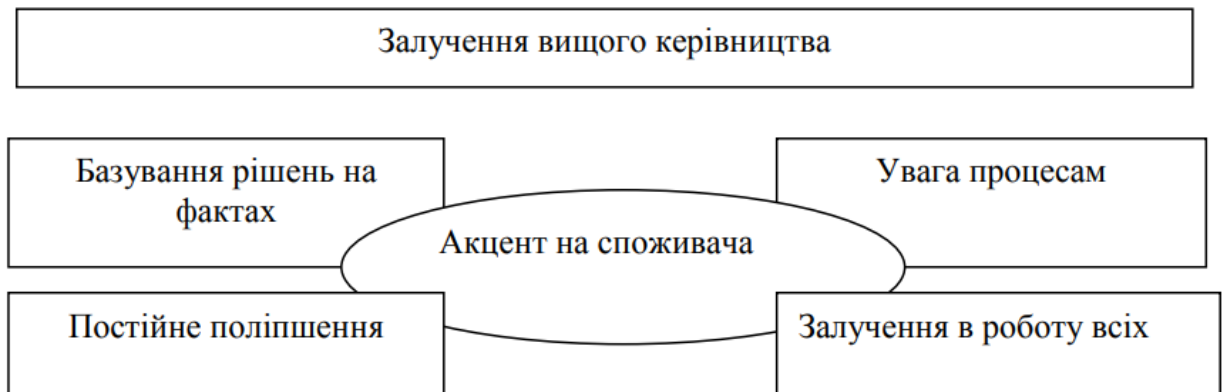 Залучення вищого керівництва
Базування рішень на
фактах
Увага процесам
Акцент на споживача
Постійне поліпшення
Залучення в роботу всіх